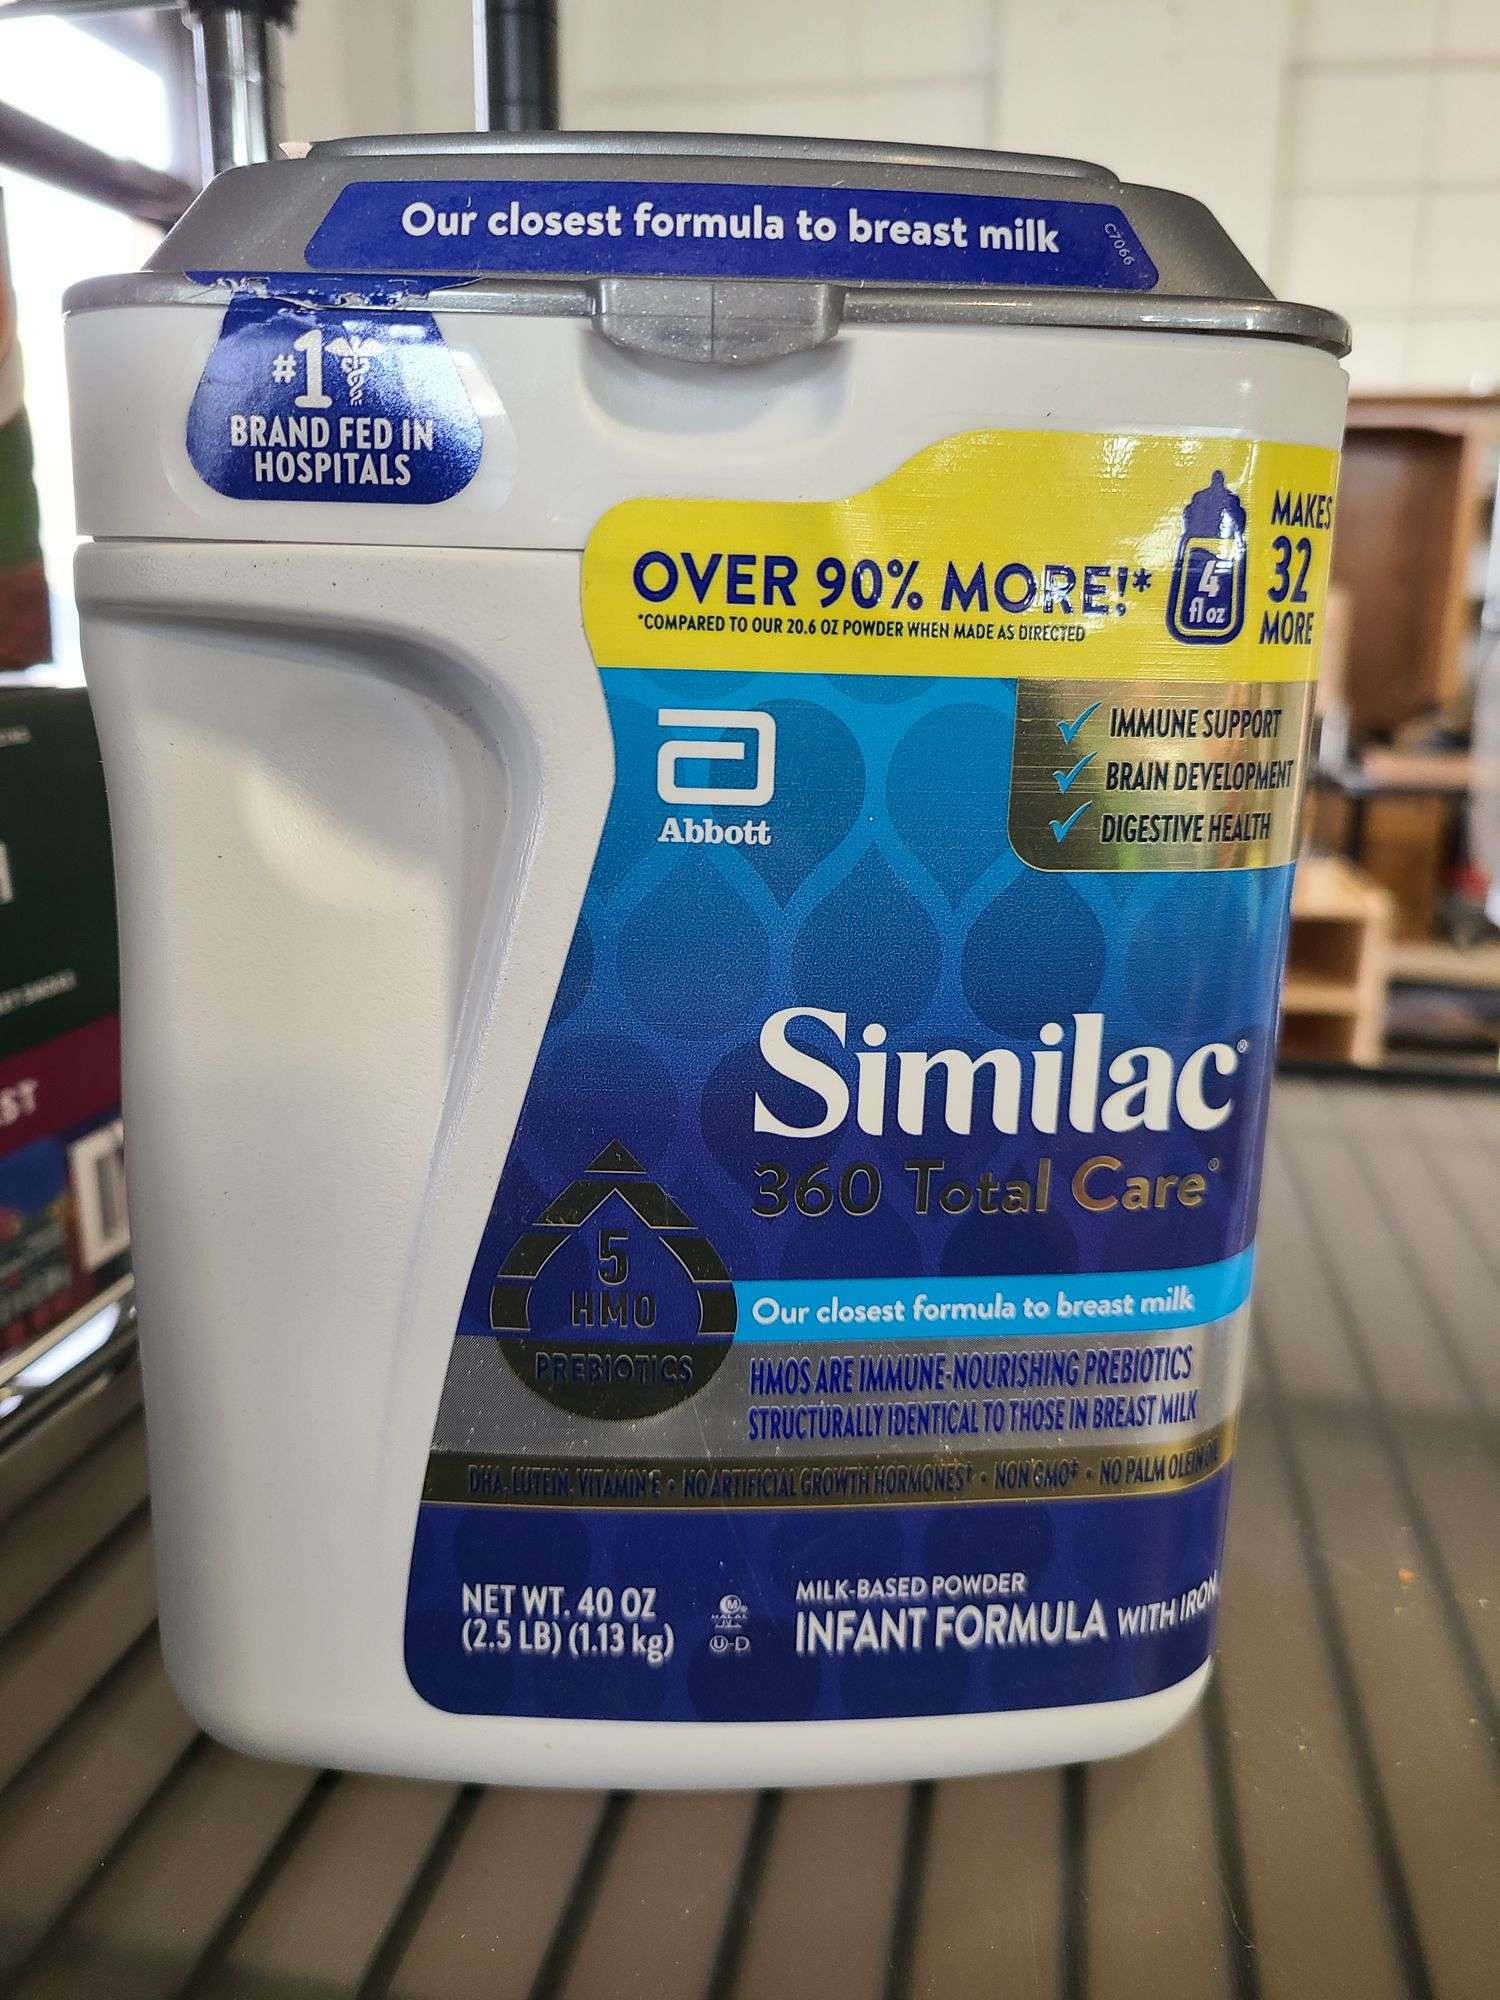 Our closest formula to breast milk
C7066
#1
BRAND FED IN
HOSPITALS
OVER 90% MORE!*
*COMPARED TO OUR 20.6 OZ POWDER WHEN MADE AS DIRECTED
4
fl oz
MAKES
32
MORE
Abbott
IMMUNE SUPPORT
BRAIN DEVELOPMENT
DIGESTIVE HEALTH
Similac®
360 Total Care®
5
HMO
PREBIOTICS
Our closest formula to breast milk
HMOS ARE IMMUNE-NOURISHING PREBIOTICS
STRUCTURALLY IDENTICAL TO THOSE IN BREAST MILK
DHA, LUTEIN, VITAMIN E • NO ARTIFICIAL GROWTH HORMONES† • NON GMO‡ • NO PALM OLEIN OIL
NET WT. 40 OZ
(2.5 LB) (1.13 kg)
M
HALAL
U-D
MILK-BASED POWDER
INFANT FORMULA WITH IRON
ST